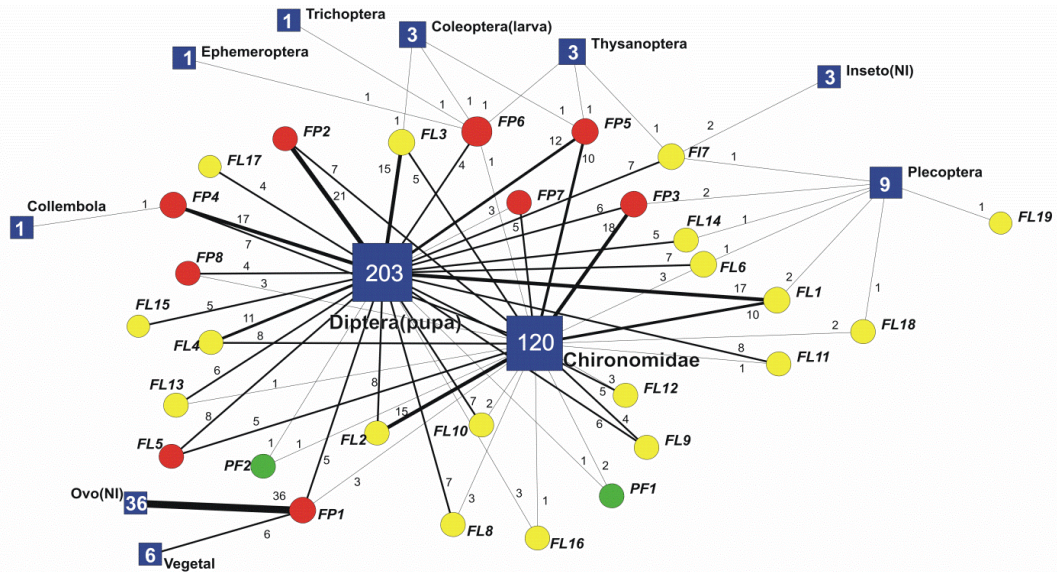 1 Trichoptera
3 Coleoptera(larva)
1 Ephemeroptera
3 Thysanoptera
3 Inseto(NI)
1 1 1 1 1 1 1 2
FP2 FL3 FP6 FP5
FL17 7 15 5 4 12 10 7 Fl7 1
9 Plecoptera
FP4 4 21 FP7 FP3 2
Collembola 1 17 3 6
1 7 5 18 FL14 1 1 FL19
203 5
FP8 4 7 FL6 1
3 3 17 2
FL15 5 FL1
11 Diptera(pupa) 10 1
FL4 120 Chironomidae 2 FL18
8 FL11
FL13 6 1 8 3 1
5 FL12
8 15 7 2 4
FL5 5 FL2 FL10 6 FL9
PF2 1 1 5 1 2
Ovo(NI) PF1
36 36 3 7 3 3 1
FP1
6 FL8 FL16
6 Vegetal